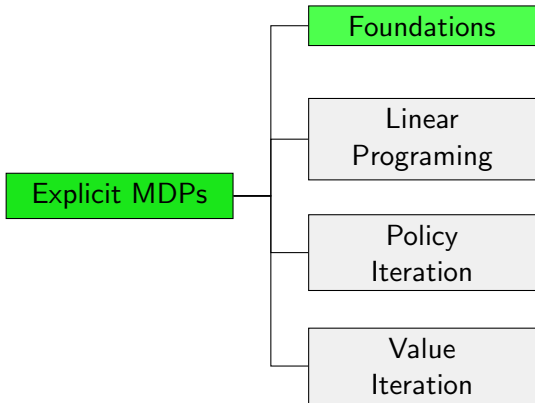 Foundations
Linear
Programing
Explicit MDPs
Policy
Iteration
Value
Iteration